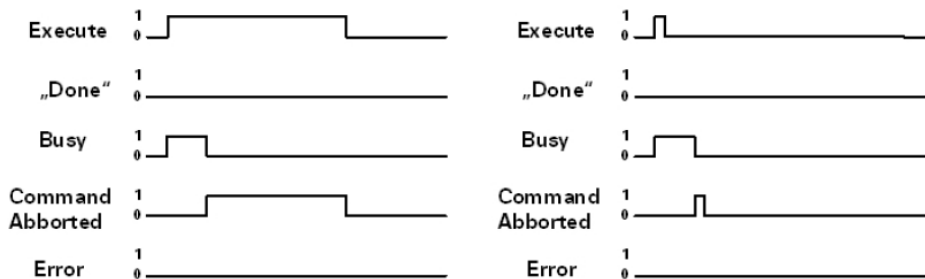 Execute 1 0
„Done“ 1 0
Busy 1 0
Command Abborted 1 0
Error 1 0
Execute 1 0
„Done“ 1 0
Busy 1 0
Command Abborted 1 0
Error 1 0